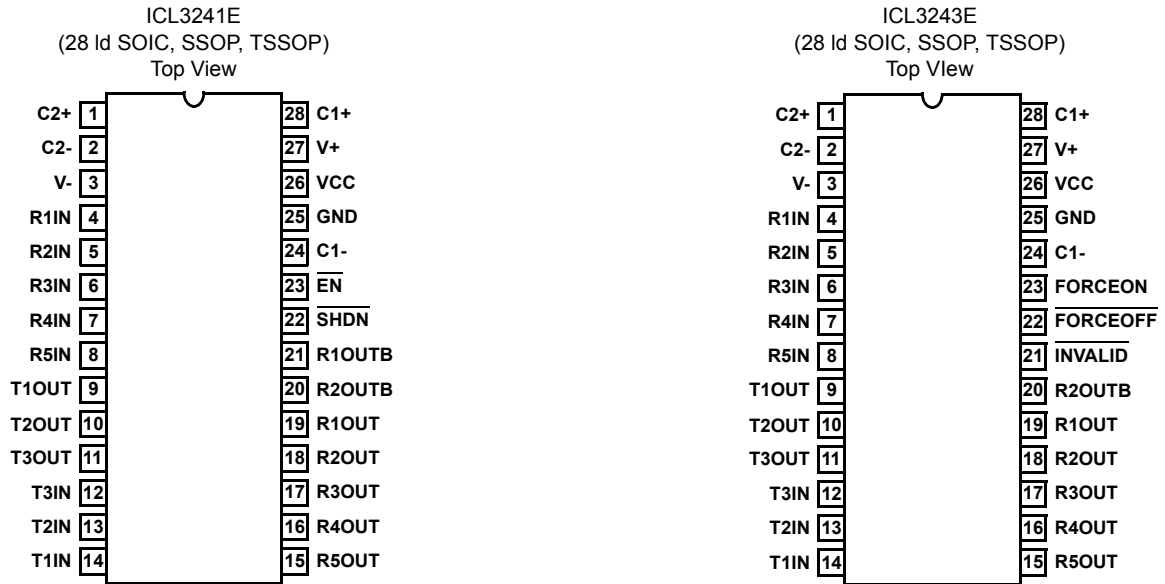 ICL3241E
(28 ld SOIC, SSOP, TSSOP)
Top View
C2+ 1 28 C1+
C2- 2 27 V+
V- 3 26 VCC
R1IN 4 25 GND
R2IN 5 24 C1-
R3IN 6 23 EN
R4IN 7 22 SHDN
R5IN 8 21 R1OUTB
T1OUT 9 20 R2OUTB
T2OUT 10 19 R1OUT
T3OUT 11 18 R2OUT
T3IN 12 17 R3OUT
T2IN 13 16 R4OUT
T1IN 14 15 R5OUT
ICL3243E
(28 ld SOIC, SSOP, TSSOP)
Top VIew
C2+ 1 28 C1+
C2- 2 27 V+
V- 3 26 VCC
R1IN 4 25 GND
R2IN 5 24 C1-
R3IN 6 23 FORCEON
R4IN 7 22 FORCEOFF
R5IN 8 21 INVALID
T1OUT 9 20 R2OUTB
T2OUT 10 19 R1OUT
T3OUT 11 18 R2OUT
T3IN 12 17 R3OUT
T2IN 13 16 R4OUT
T1IN 14 15 R5OUT